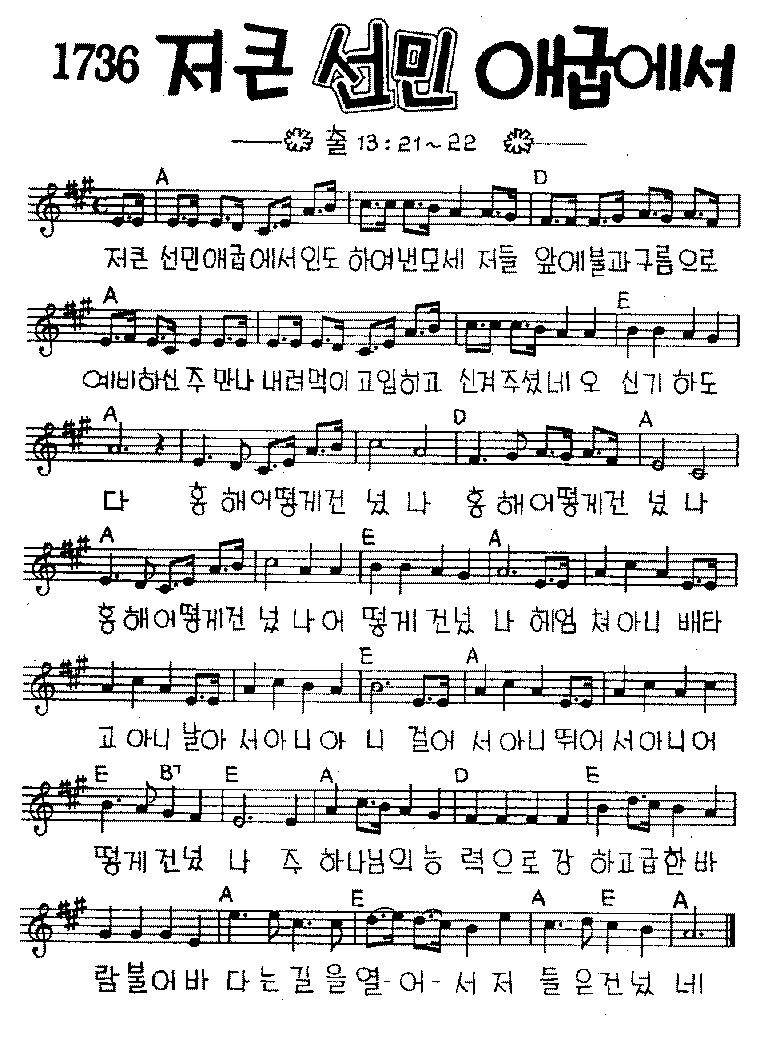 1736 저 큰 선민 애굽에서
출 13 : 21 ~ 22
A D
저큰 선민애굽에서인도 하여낸모세 저들 앞에불과구름으로
A E
예비하신 주 만나 내려먹이 고입히고 신겨주셨네 오 신기 하도
A D A
다 홍 해어떻게건 넜 나 홍 해어떻게건 넜 나
A E A
홍 해어떻게건 넜 나 어 떻게 건넜 나 헤엄 쳐아니 배타
E A
고 아니 날아 서아니아 니 걸어 서아니뛰어서아니어
E B7 E A D E
떻게 건넜 나 주 하나님의 능 력으로강 하고급한바
A E A E A
람불어바 다는길을열-어-서저 들은건넜 네